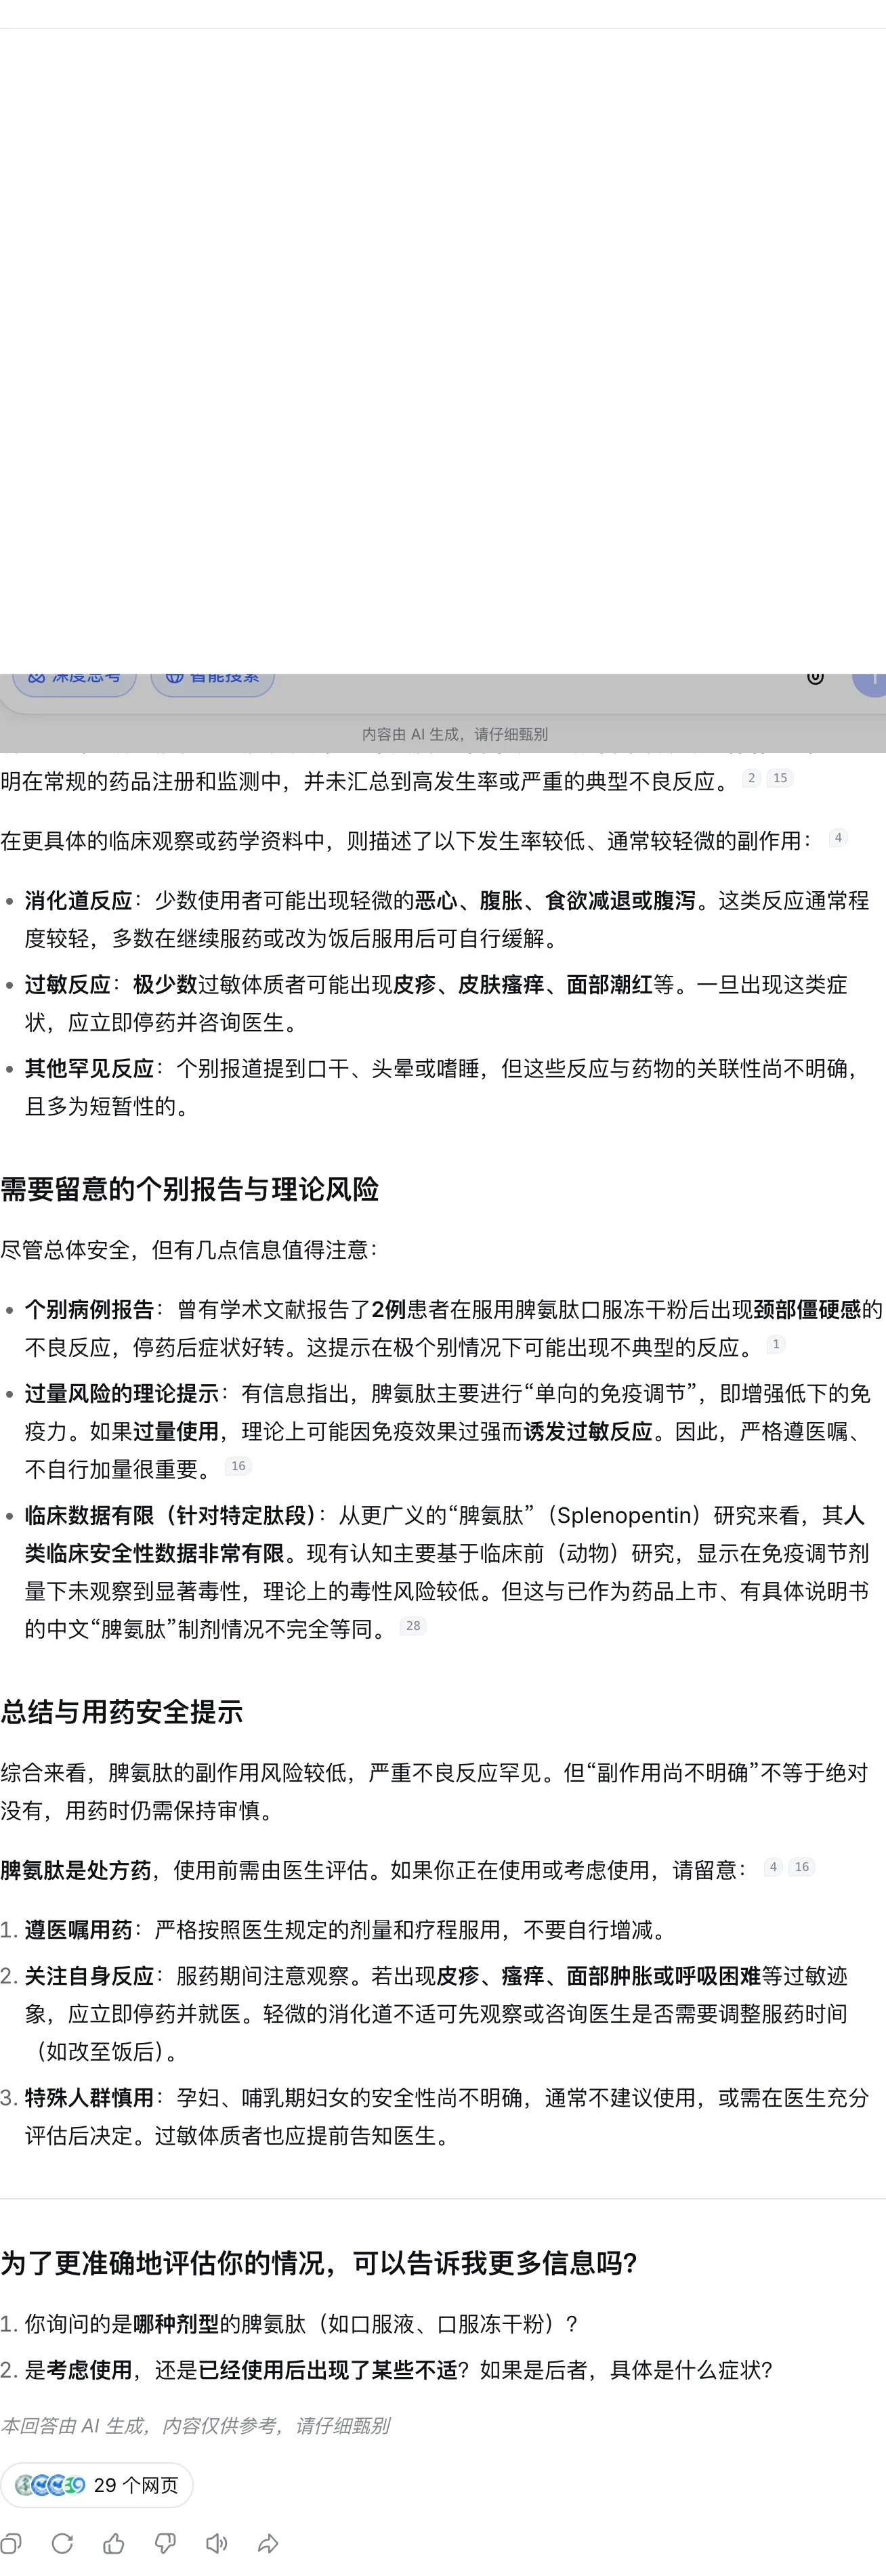 深度思考 智能搜索
内容由 AI 生成，请仔细甄别
明在常规的药品注册和监测中，并未汇总到高发生率或严重的典型不良反应。 2 15
在更具体的临床观察或药学资料中，则描述了以下发生率较低、通常较轻微的副作用： 4
• 消化道反应：少数使用者可能出现轻微的恶心、腹胀、食欲减退或腹泻。这类反应通常程
度较轻，多数在继续服药或改为饭后服用后可自行缓解。
• 过敏反应：极少数过敏体质者可能出现皮疹、皮肤瘙痒、面部潮红等。一旦出现这类症
状，应立即停药并咨询医生。
• 其他罕见反应：个别报道提到口干、头晕或嗜睡，但这些反应与药物的关联性尚不明确，
且多为短暂性的。
需要留意的个别报告与理论风险
尽管总体安全，但有几点信息值得注意：
• 个别病例报告：曾有学术文献报告了2例患者在服用脾氨肽口服冻干粉后出现颈部僵硬感的
不良反应，停药后症状好转。这提示在极个别情况下可能出现不典型的反应。 1
• 过量风险的理论提示：有信息指出，脾氨肽主要进行“单向的免疫调节”，即增强低下的免
疫力。如果过量使用，理论上可能因免疫效果过强而诱发过敏反应。因此，严格遵医嘱、
不自行加量很重要。 16
• 临床数据有限（针对特定肽段）：从更广义的“脾氨肽”（Splenopentin）研究来看，其人
类临床安全性数据非常有限。现有认知主要基于临床前（动物）研究，显示在免疫调节剂
量下未观察到显著毒性，理论上的毒性风险较低。但这与已作为药品上市、有具体说明书
的中文“脾氨肽”制剂情况不完全等同。 28
总结与用药安全提示
综合来看，脾氨肽的副作用风险较低，严重不良反应罕见。但“副作用尚不明确”不等于绝对
没有，用药时仍需保持审慎。
脾氨肽是处方药，使用前需由医生评估。如果你正在使用或考虑使用，请留意： 4 16
1. 遵医嘱用药：严格按照医生规定的剂量和疗程服用，不要自行增减。
2. 关注自身反应：服药期间注意观察。若出现皮疹、瘙痒、面部肿胀或呼吸困难等过敏迹
象，应立即停药并就医。轻微的消化道不适可先观察或咨询医生是否需要调整服药时间
（如改至饭后）。
3. 特殊人群慎用：孕妇、哺乳期妇女的安全性尚不明确，通常不建议使用，或需在医生充分
评估后决定。过敏体质者也应提前告知医生。
为了更准确地评估你的情况，可以告诉我更多信息吗?
1. 你询问的是哪种剂型的脾氨肽（如口服液、口服冻干粉）?
2. 是考虑使用，还是已经使用后出现了某些不适? 如果是后者，具体是什么症状?
本回答由 AI 生成，内容仅供参考，请仔细甄别
29 个网页